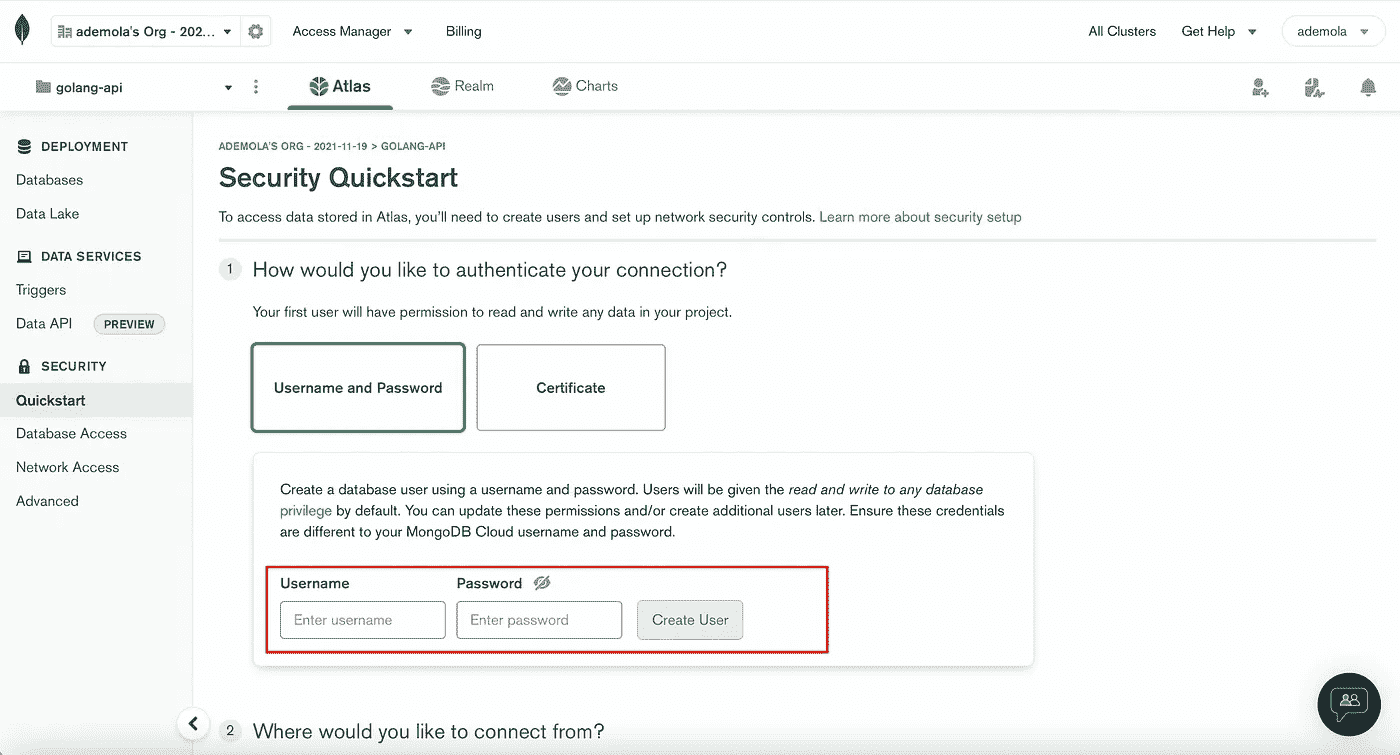 ademola's Org - 202...
Access Manager
Billing
All Clusters
Get Help
ademola
golang-api
Atlas
Realm
Charts
DEPLOYMENT
Databases
Data Lake
DATA SERVICES
Triggers
Data API PREVIEW
SECURITY
Quickstart
Database Access
Network Access
Advanced
ADEMOLA'S ORG - 2021-11-19 > GOLANG-API
Security Quickstart
To access data stored in Atlas, you'll need to create users and set up network security controls. Learn more about security setup
1 How would you like to authenticate your connection?
Your first user will have permission to read and write any data in your project.
Username and Password
Certificate
Create a database user using a username and password. Users will be given the read and write to any database
privilege by default. You can update these permissions and/or create additional users later. Ensure these credentials
are different to your MongoDB Cloud username and password.
Username
Password
Enter username
Enter password
Create User
2 Where would you like to connect from?